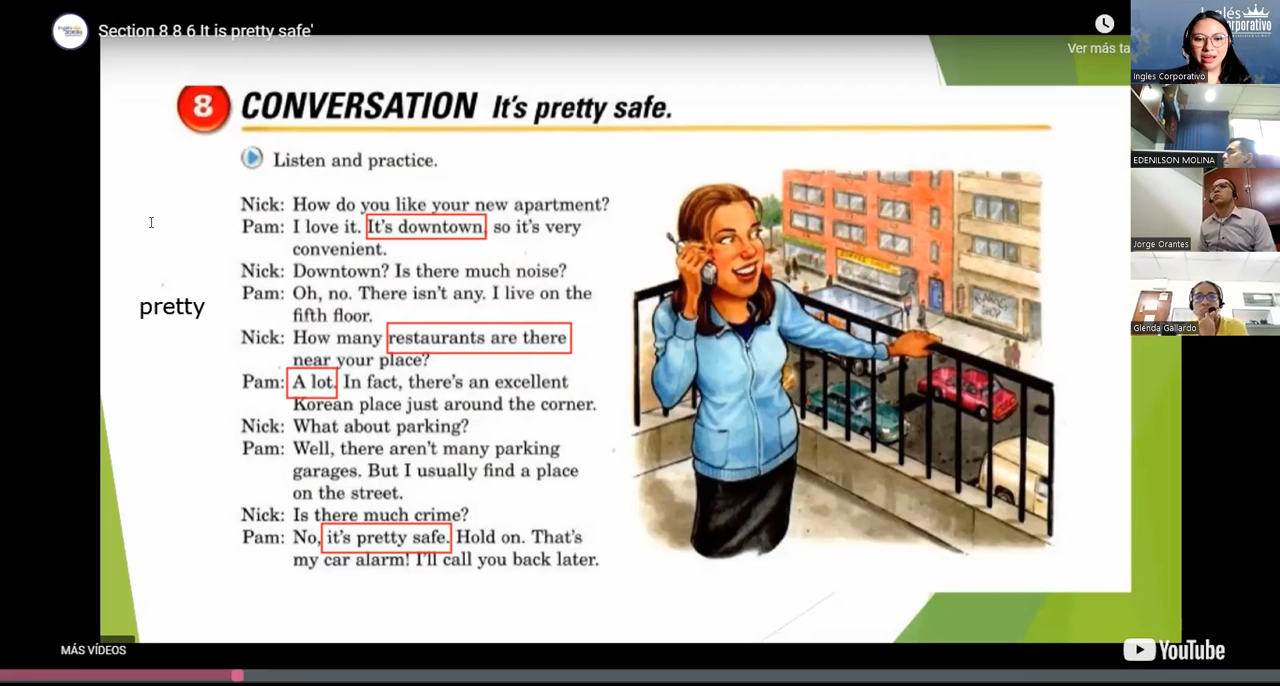 Section 8 8 6 It is pretty safe'
Ver más ta
8 CONVERSATION It's pretty safe.
Listen and practice.
Nick: How do you like your new apartment?
Pam: I love it. It's downtown, so it's very
convenient.
Nick: Downtown? Is there much noise?
Pam: Oh, no. There isn't any. I live on the
fifth floor.
Nick: How many restaurants are there
near your place?
Pam: A lot. In fact, there's an excellent
Korean place just around the corner.
Nick: What about parking?
Pam: Well, there aren't many parking
garages. But I usually find a place
on the street.
Nick: Is there much crime?
Pam: No, it's pretty safe. Hold on. That's
my car alarm! I'll call you back later.
pretty
Ingles Corporativo
EDENILSON MOLINA
Jorge Orantes
Glenda Gallardo
MÁS VÍDEOS
YouTube